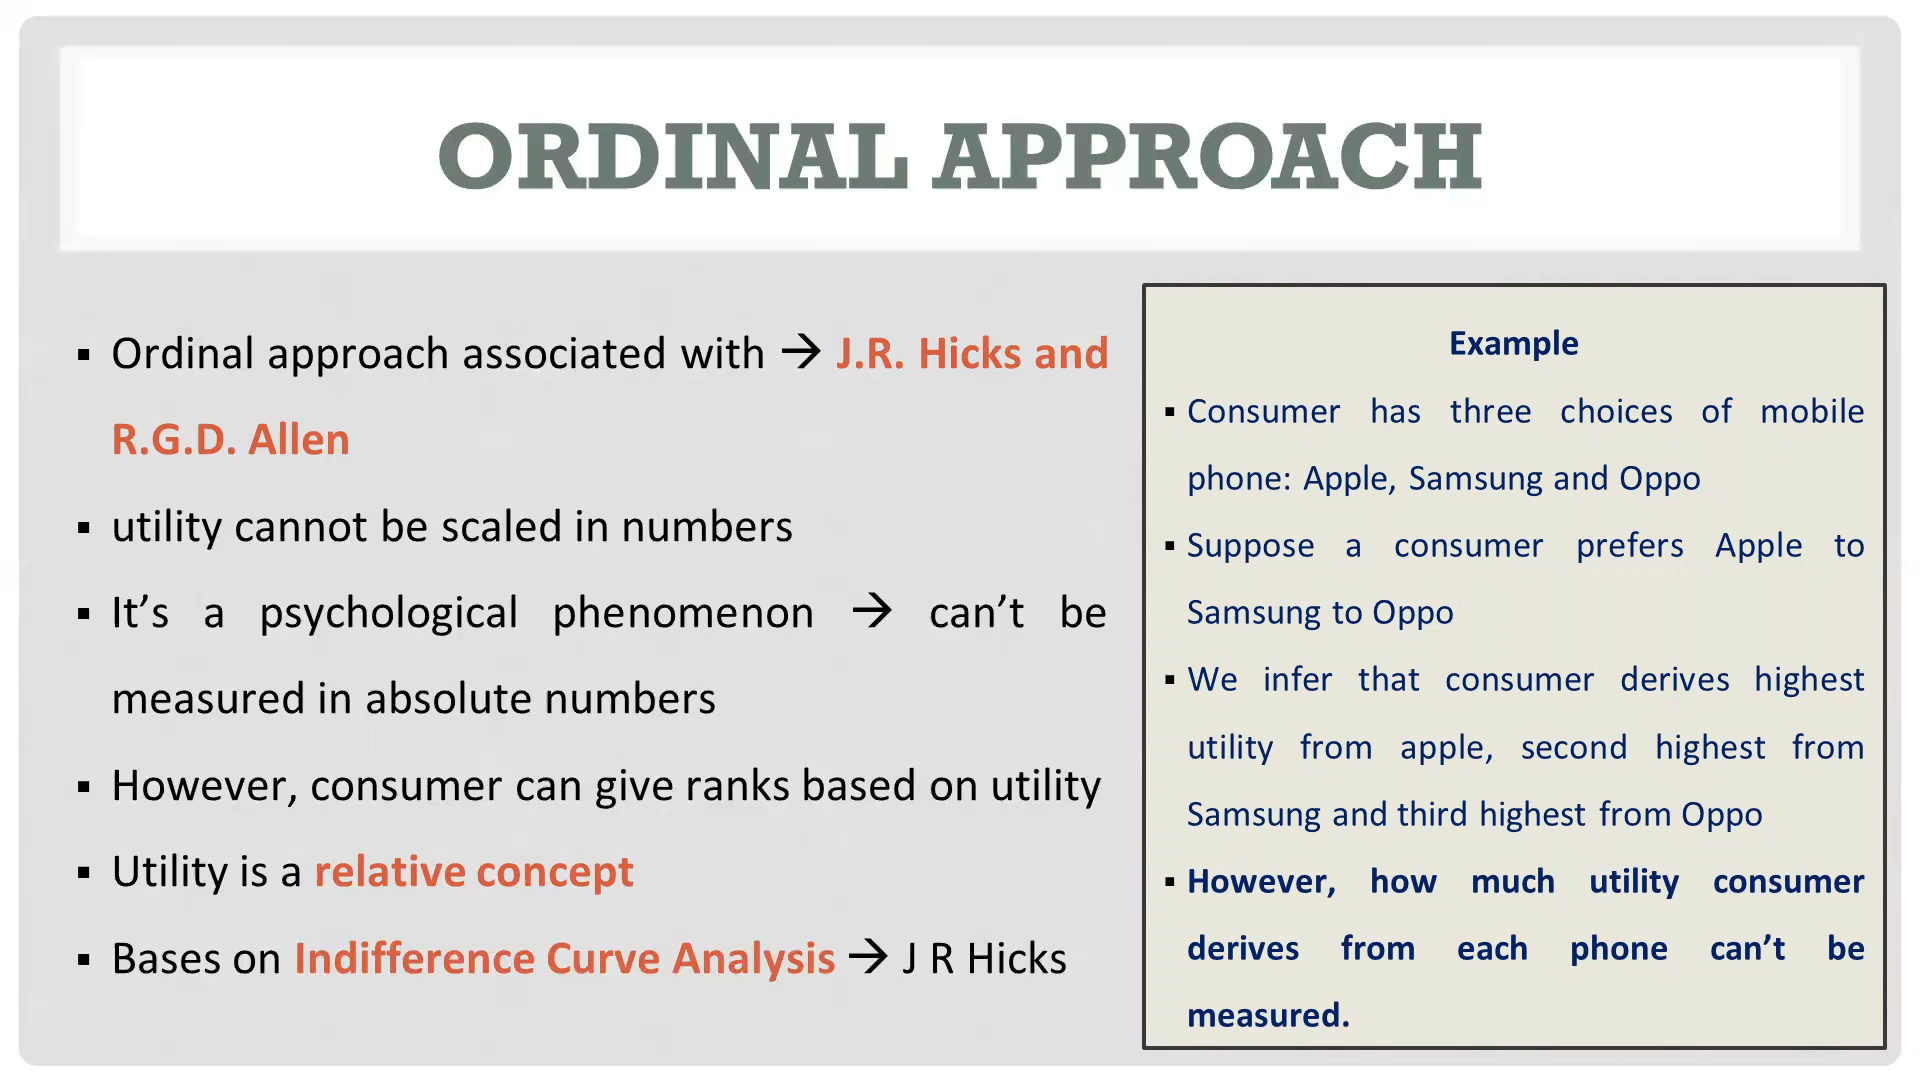 ORDINAL APPROACH
▪ Ordinal approach associated with → J.R. Hicks and
R.G.D. Allen
▪ utility cannot be scaled in numbers
▪ It’s a psychological phenomenon → can’t be
measured in absolute numbers
▪ However, consumer can give ranks based on utility
▪ Utility is a relative concept
▪ Bases on Indifference Curve Analysis → J R Hicks
Example
▪ Consumer has three choices of mobile
phone: Apple, Samsung and Oppo
▪ Suppose a consumer prefers Apple to
Samsung to Oppo
▪ We infer that consumer derives highest
utility from apple, second highest from
Samsung and third highest from Oppo
▪ However, how much utility consumer
derives from each phone can’t be
measured.